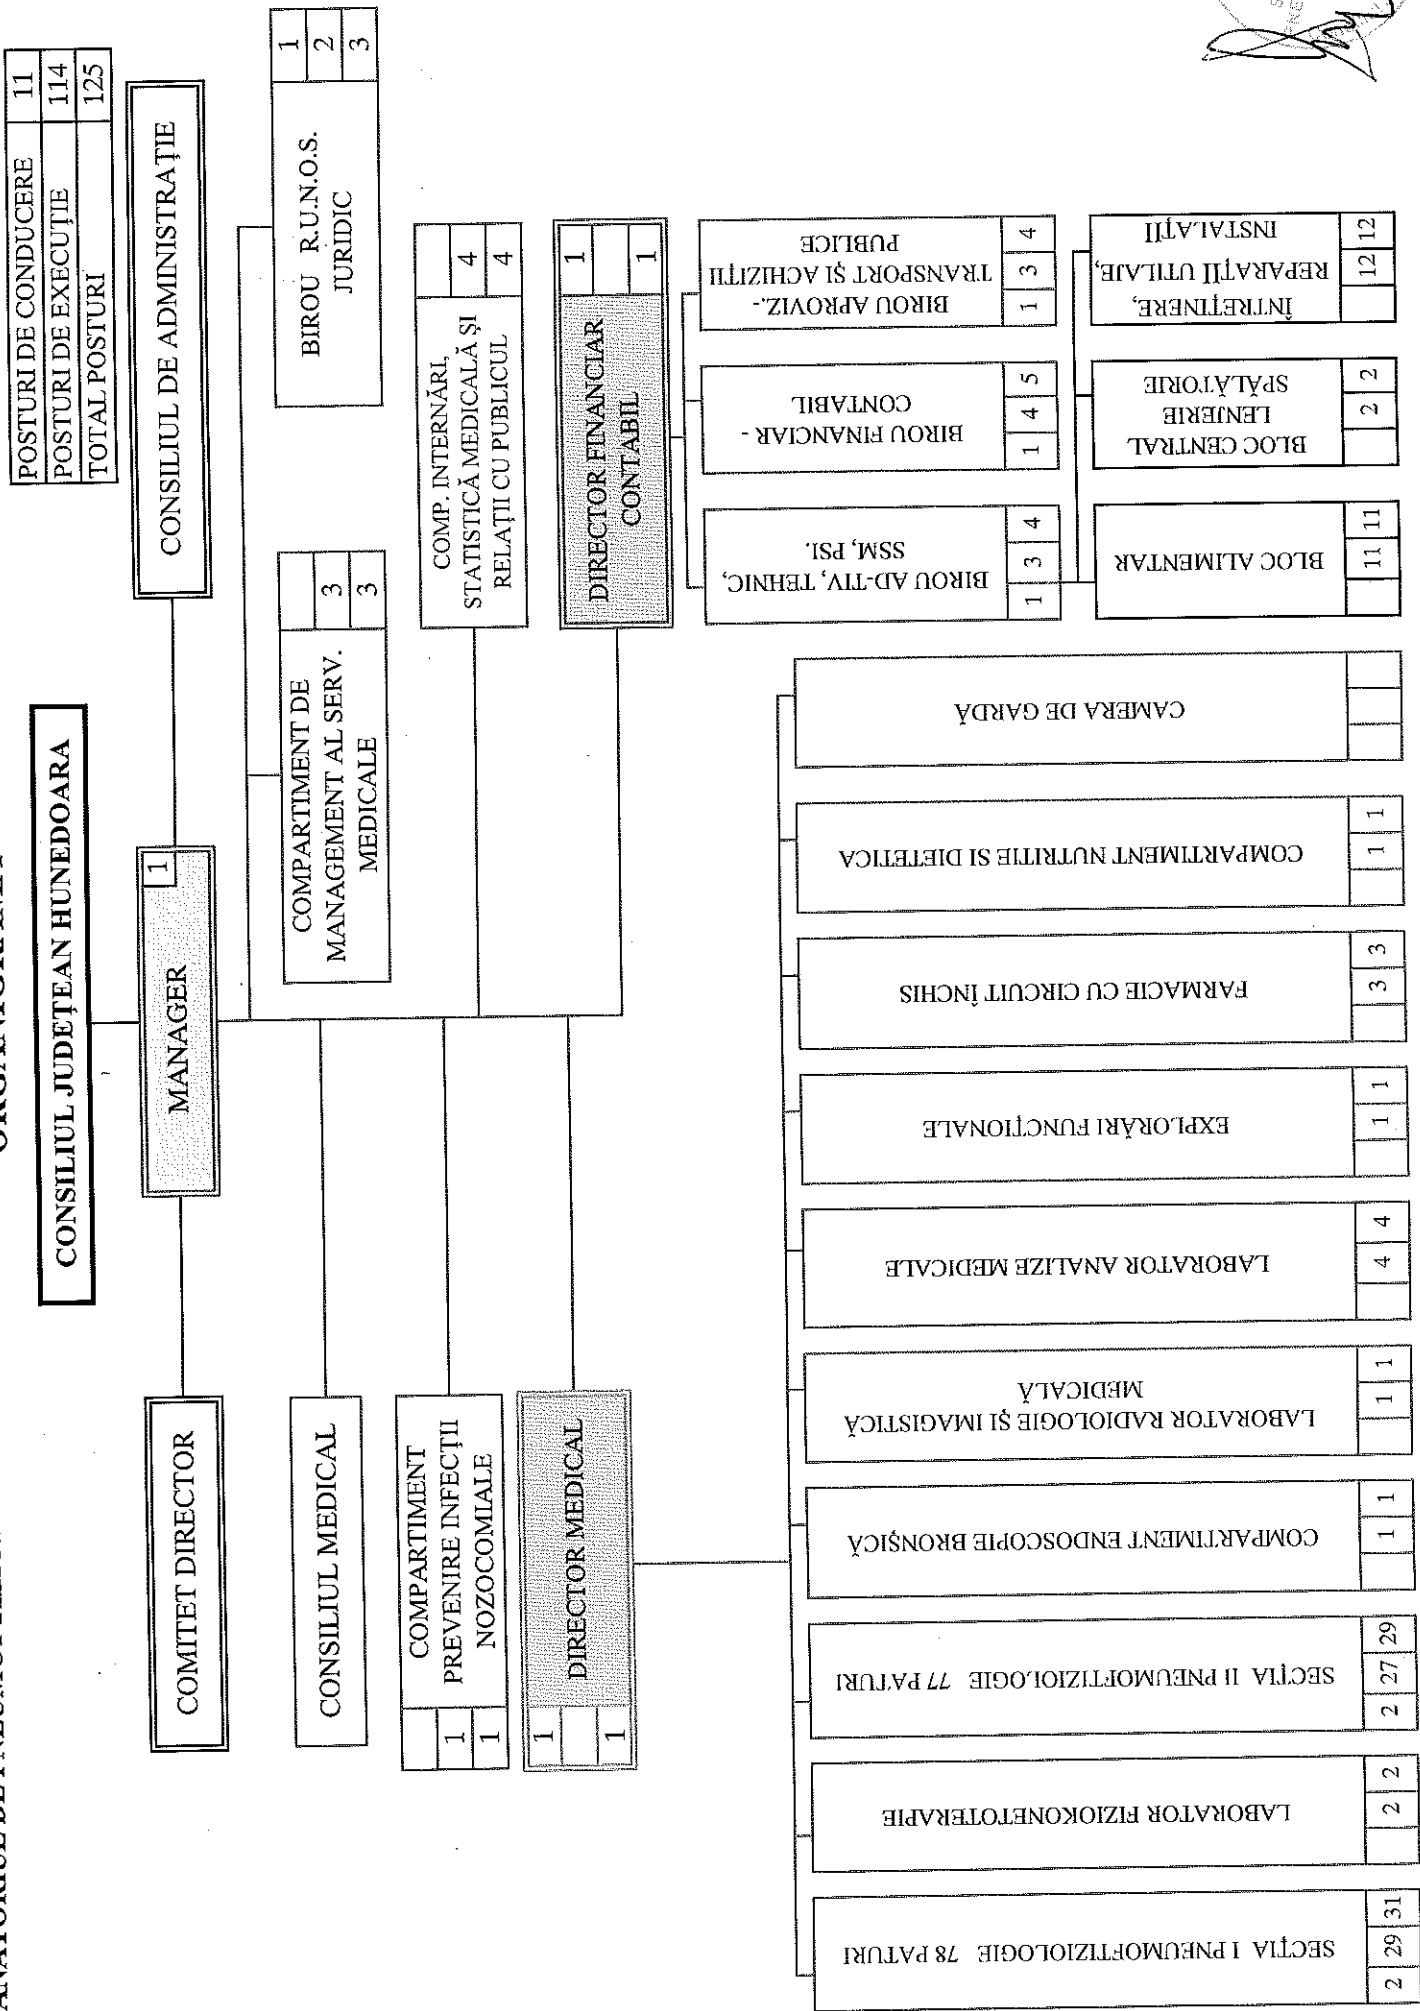 POSTURI DE CONDUCERE 11
POSTURI DE EXECUȚIE 114
TOTAL POSTURI 125
CONSILIUL JUDEȚEAN HUNEDOARA
COMITET DIRECTOR
MANAGER 1
CONSILIUL DE ADMINISTRAȚIE
CONSILIUL MEDICAL
COMPARTIMENT DE
MANAGEMENT AL SERV.
MEDICALE
3
3
BIROU R.U.N.O.S.
JURIDIC
1
2
3
COMPARTIMENT
PREVENIRE INFECȚII
NOZOCOMIALE
1
1
COMP. INTERNĂRI,
STATISTICĂ MEDICALĂ ȘI
RELAȚII CU PUBLICUL
4
4
DIRECTOR MEDICAL
1
1
DIRECTOR FINANCIAR
CONTABIL
1
1
SECȚIA I PNEUMOFTIZIOLOGIE 78 PATURI
2 29 31
LABORATOR FIZIOKONETOTERAPIE
2 2
SECȚIA II PNEUMOFTIZIOLOGIE 77 PATURI
2 27 29
COMPARTIMENT ENDOSCOPIE BRONȘICĂ
1 1
LABORATOR RADIOLOGIE ȘI IMAGISTICĂ
MEDICALĂ
1 1
LABORATOR ANALIZE MEDICALE
4 4
EXPLORĂRI FUNCȚIONALE
1 1
FARMACIE CU CIRCUIT ÎNCHIS
3 3
COMPARTIMENT NUTRITIE SI DIETETICA
1 1
CAMERA DE GARDĂ
BIROU AD-TIV, TEHNIC,
SSM, PSI.
1 3 4
BIROU FINANCIAR -
CONTABIL
1 4 5
BIROU APROVIZ.-
TRANSPORT ȘI ACHIZIȚII
PUBLICE
1 3 4
BLOC ALIMENTAR
11 11
BLOC CENTRAL
LENJERIE
SPĂLĂTORIE
2 2
ÎNTREȚINERE,
REPARAȚII UTILAJE,
INSTALAȚII
12 12